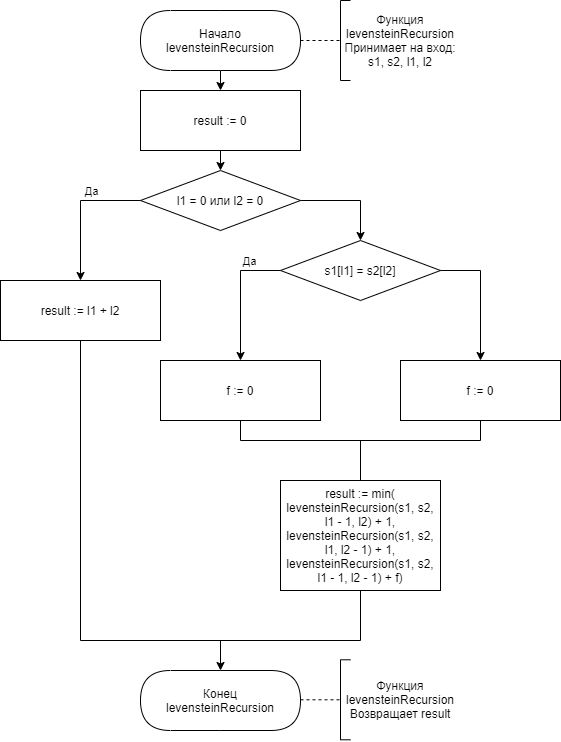 Начало
levensteinRecursion
Функция
levensteinRecursion
Принимает на вход:
s1, s2, l1, l2
result := 0
l1 = 0 или l2 = 0
Да
s1[l1] = s2[l2]
Да
result := l1 + l2
f := 0
f := 0
result := min(
levensteinRecursion(s1, s2,
l1 - 1, l2) + 1,
levensteinRecursion(s1, s2,
l1, l2 - 1) + 1,
levensteinRecursion(s1, s2,
l1 - 1, l2 - 1) + f)
Конец
levensteinRecursion
Функция
levensteinRecursion
Возвращает result